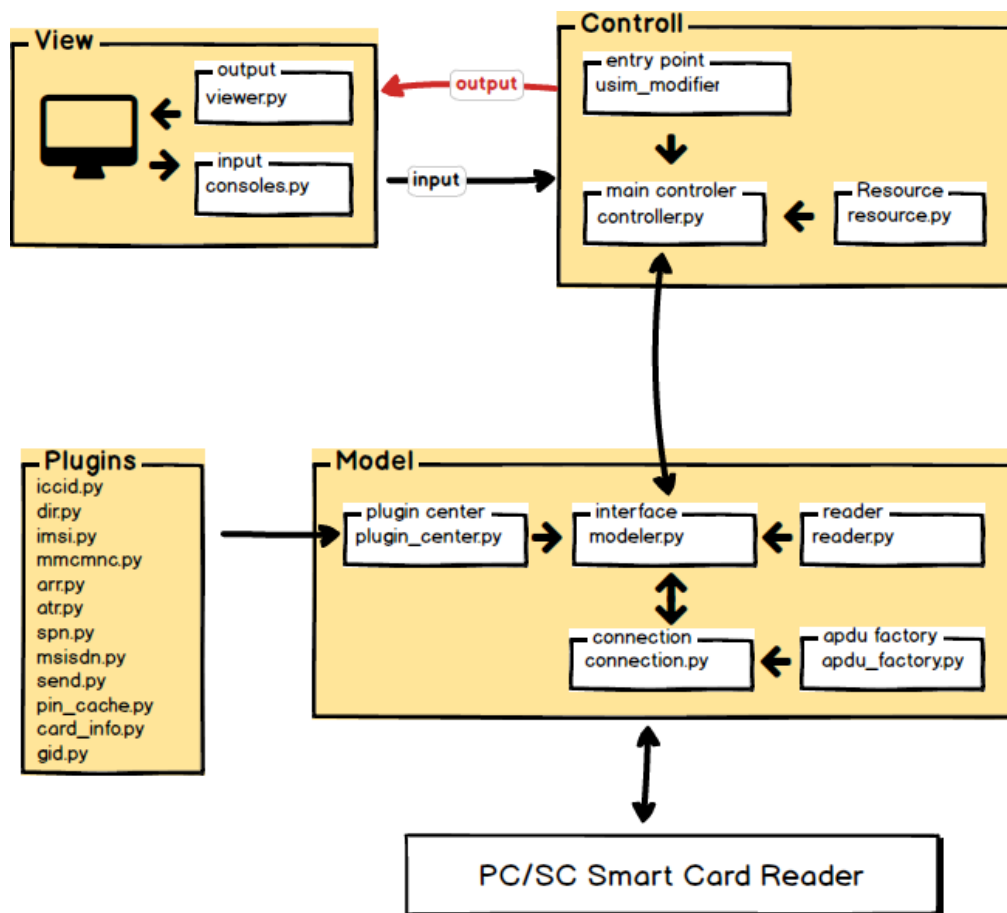 View
output
viewer.py
input
consoles.py
output
input
Controll
entry point
usim_modifier
main controler
controller.py
Resource
resource.py
Plugins
iccid.py
dir.py
imsi.py
mmcmnc.py
arr.py
atr.py
spn.py
msisdn.py
send.py
pin_cache.py
card_info.py
gid.py
Model
plugin center
plugin_center.py
interface
modeler.py
reader
reader.py
connection
connection.py
apdu factory
apdu_factory.py
PC/SC Smart Card Reader